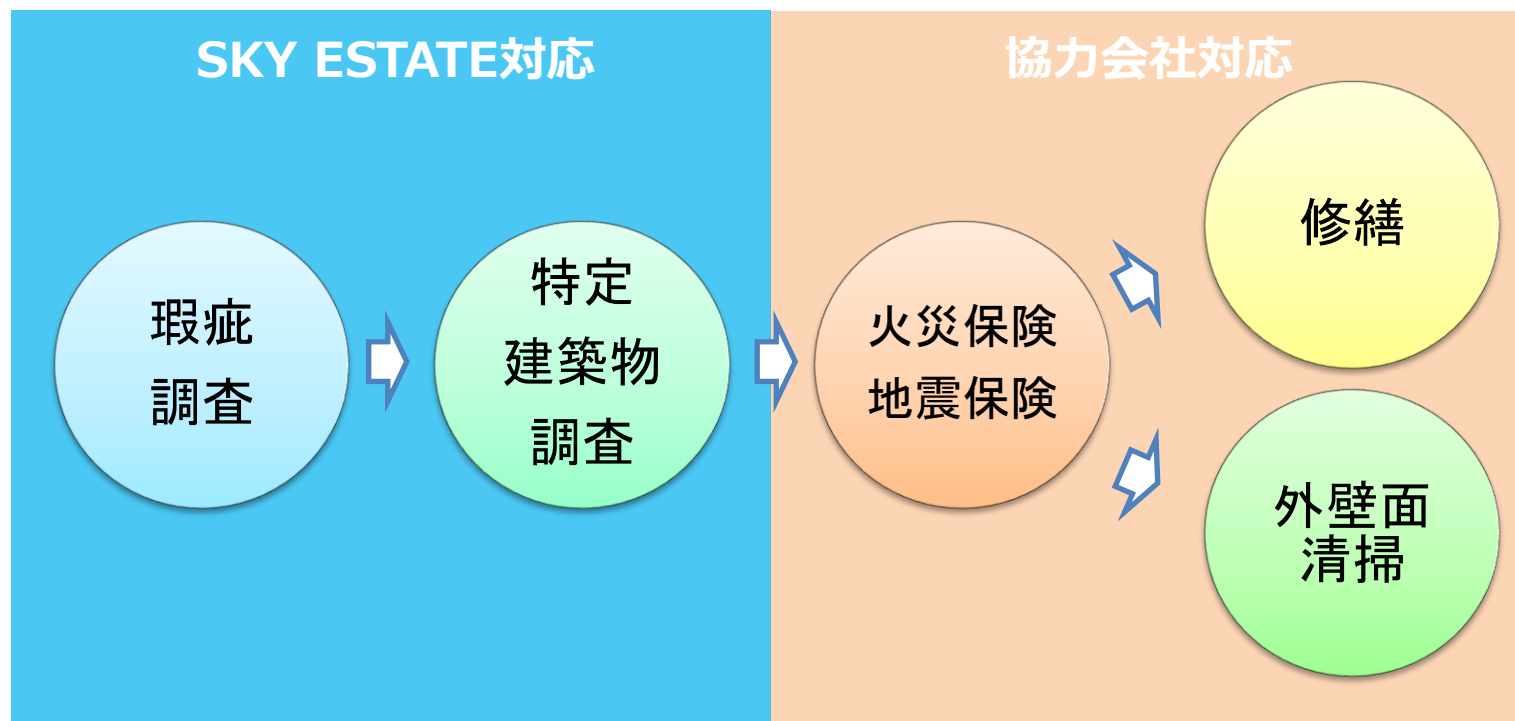 SKY ESTATE対応
協力会社対応
瑕疵
調査
特定
建築物
調査
火災保険
地震保険
修繕
外壁面
清掃